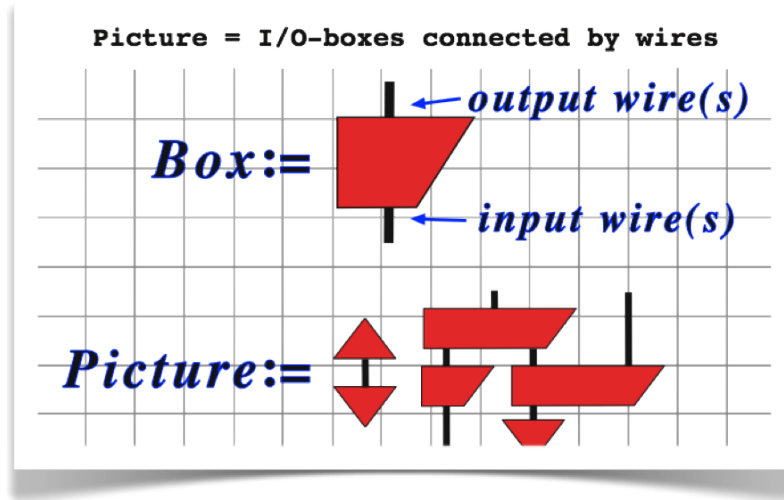 Picture = I/O-boxes connected by wires
output wire(s)
Box:=
input wire(s)
Picture:=